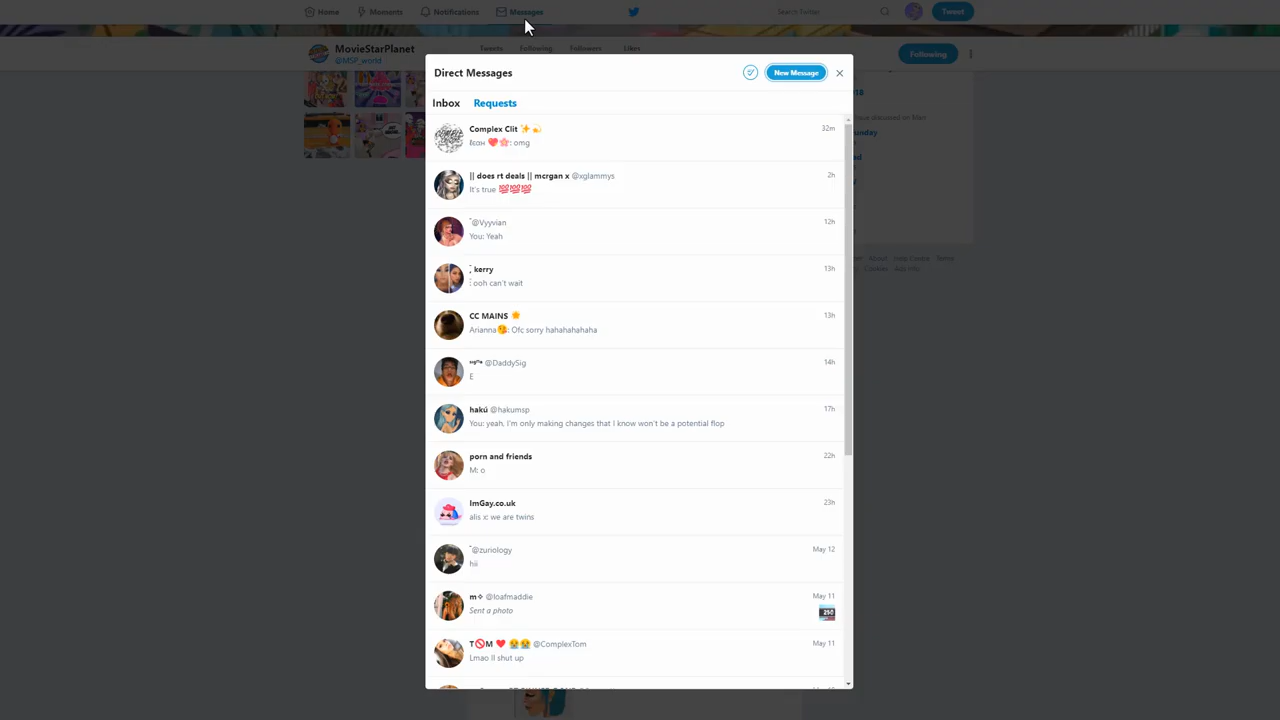 Home Moments Notifications Messages Search Twitter Tweet
MovieStarPlanet
@MSP_world
Tweets Following Followers Likes
Following
Direct Messages New Message
Inbox Requests
Complex Clit ✨💫 32m
❤️🌸: omg
|| does rt deals || mcrgan x @xglammys 2h
It's true 💯💯💯
@Vyyvian 12h
You: Yeah
kerry 13h
ooh can't wait
CC MAINS 13h
Arianna😘: Ofc sorry hahahahahaha
@DaddySig 14h
E
hakú @hakumsp 17h
You: yeah, I'm only making changes that I know won't be a potential flop
porn and friends 22h
M: o
ImGay.co.uk 23h
alis x: we are twins
@zuriology May 12
hii
m✧ @loafmaddie May 11
Sent a photo
250
T🚫M ❤️ 😭😭 @ComplexTom May 11
Lmao ll shut up
18
unday
About Help Center Terms
Cookies Ads info